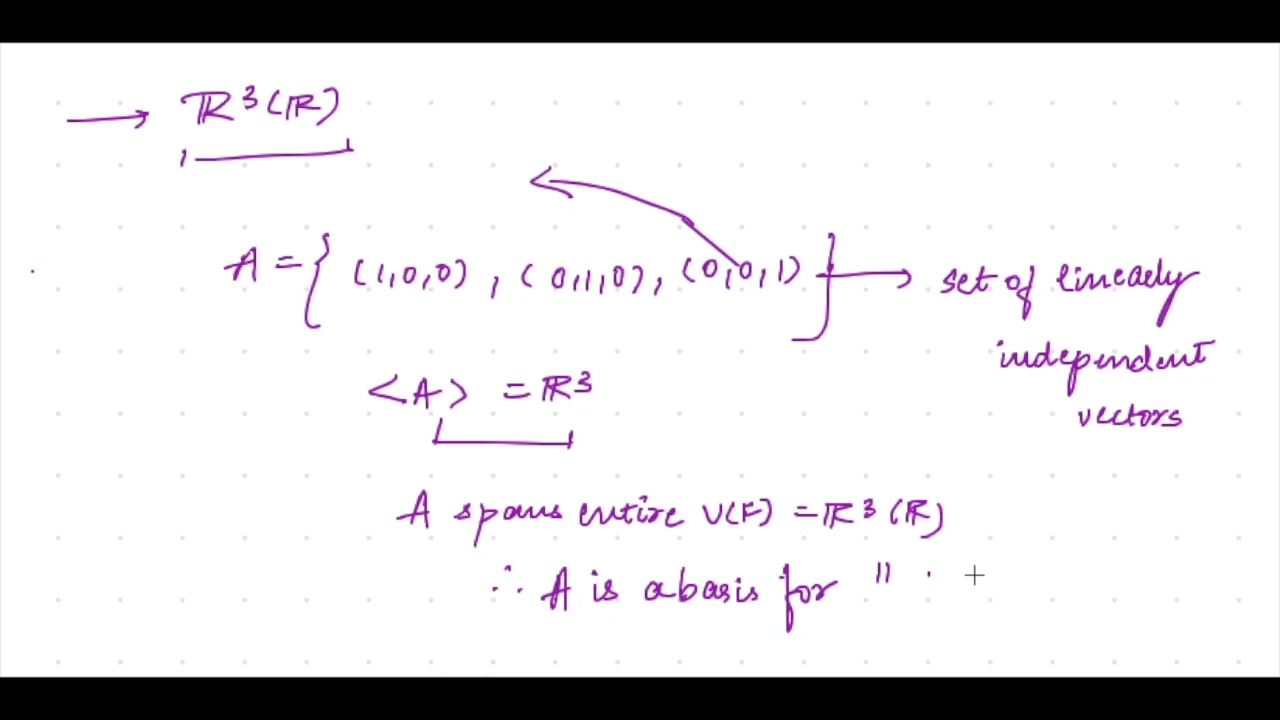 → ℝ³(ℝ)
A = { (1,0,0) , (0,1,0), (0,0,1) } → set of linearly
independent
vectors
<A> = ℝ³
A spans entire V(F) = ℝ³(ℝ)
∴ A is a basis for " .